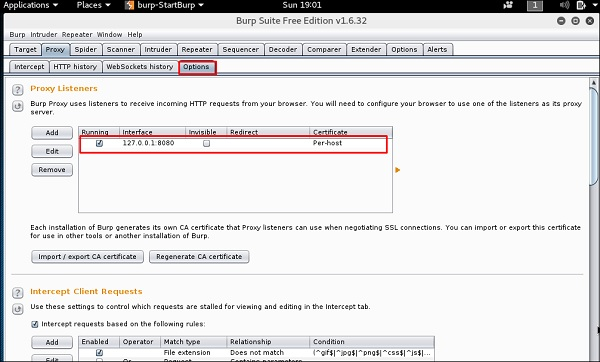 Applications Places burp-StartBurp Sun 19:01 1
Burp Suite Free Edition v1.6.32
Burp Intruder Repeater Window Help
Target Proxy Spider Scanner Intruder Repeater Sequencer Decoder Comparer Extender Options Alerts
Intercept HTTP history WebSockets history Options
? Proxy Listeners
Burp Proxy uses listeners to receive incoming HTTP requests from your browser. You will need to configure your browser to use one of the listeners as its proxy
server.
Add Running Interface Invisible Redirect Certificate
127.0.0.1:8080 Per-host
Edit
Remove
Each installation of Burp generates its own CA certificate that Proxy listeners can use when negotiating SSL connections. You can import or export this certificate
for use in other tools or another installation of Burp.
Import / export CA certificate Regenerate CA certificate
? Intercept Client Requests
Use these settings to control which requests are stalled for viewing and editing in the Intercept tab.
Intercept requests based on the following rules:
Add Enabled Operator Match type Relationship Condition
File extension Does not match (^gif$|^jpg$|^png$|^css$|^js$|...
Edit Or Request Contains parameters